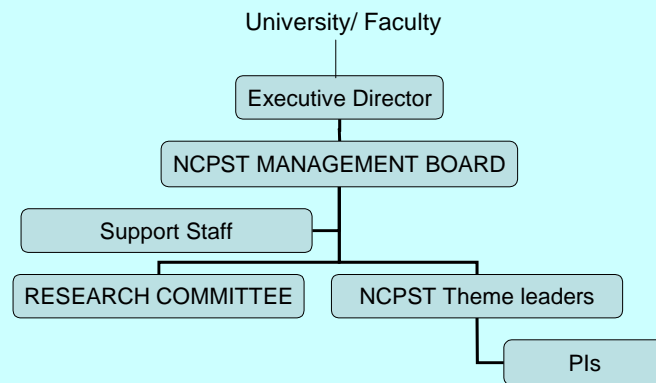 University/ Faculty
Executive Director
NCPST MANAGEMENT BOARD
Support Staff
RESEARCH COMMITTEE
NCPST Theme leaders
PIs